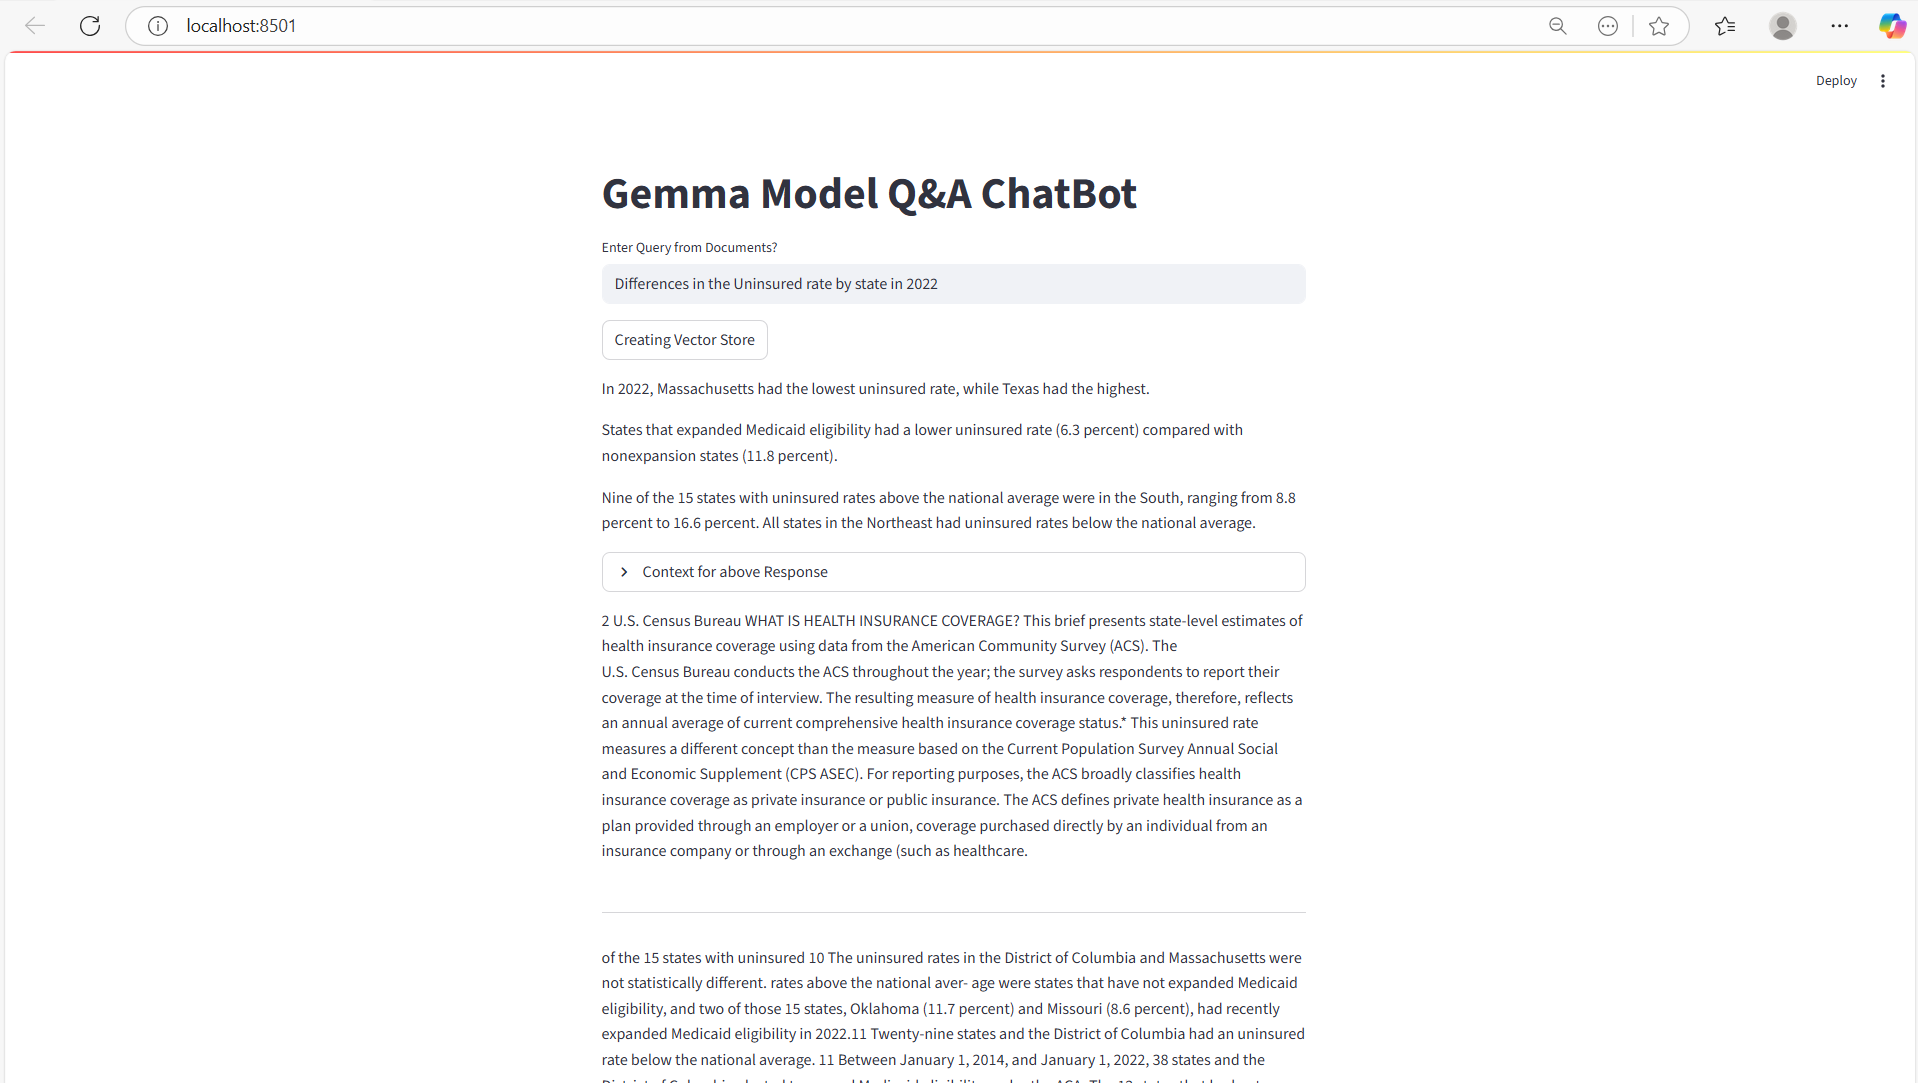 localhost:8501
Deploy
Gemma Model Q&A ChatBot
Enter Query from Documents?
Differences in the Uninsured rate by state in 2022
Creating Vector Store
In 2022, Massachusetts had the lowest uninsured rate, while Texas had the highest.
States that expanded Medicaid eligibility had a lower uninsured rate (6.3 percent) compared with
nonexpansion states (11.8 percent).
Nine of the 15 states with uninsured rates above the national average were in the South, ranging from 8.8
percent to 16.6 percent. All states in the Northeast had uninsured rates below the national average.
Context for above Response
2 U.S. Census Bureau WHAT IS HEALTH INSURANCE COVERAGE? This brief presents state-level estimates of
health insurance coverage using data from the American Community Survey (ACS). The
U.S. Census Bureau conducts the ACS throughout the year; the survey asks respondents to report their
coverage at the time of interview. The resulting measure of health insurance coverage, therefore, reflects
an annual average of current comprehensive health insurance coverage status.* This uninsured rate
measures a different concept than the measure based on the Current Population Survey Annual Social
and Economic Supplement (CPS ASEC). For reporting purposes, the ACS broadly classifies health
insurance coverage as private insurance or public insurance. The ACS defines private health insurance as a
plan provided through an employer or a union, coverage purchased directly by an individual from an
insurance company or through an exchange (such as healthcare.
of the 15 states with uninsured 10 The uninsured rates in the District of Columbia and Massachusetts were
not statistically different. rates above the national aver- age were states that have not expanded Medicaid
eligibility, and two of those 15 states, Oklahoma (11.7 percent) and Missouri (8.6 percent), had recently
expanded Medicaid eligibility in 2022.11 Twenty-nine states and the District of Columbia had an uninsured
rate below the national average. 11 Between January 1, 2014, and January 1, 2022, 38 states and the